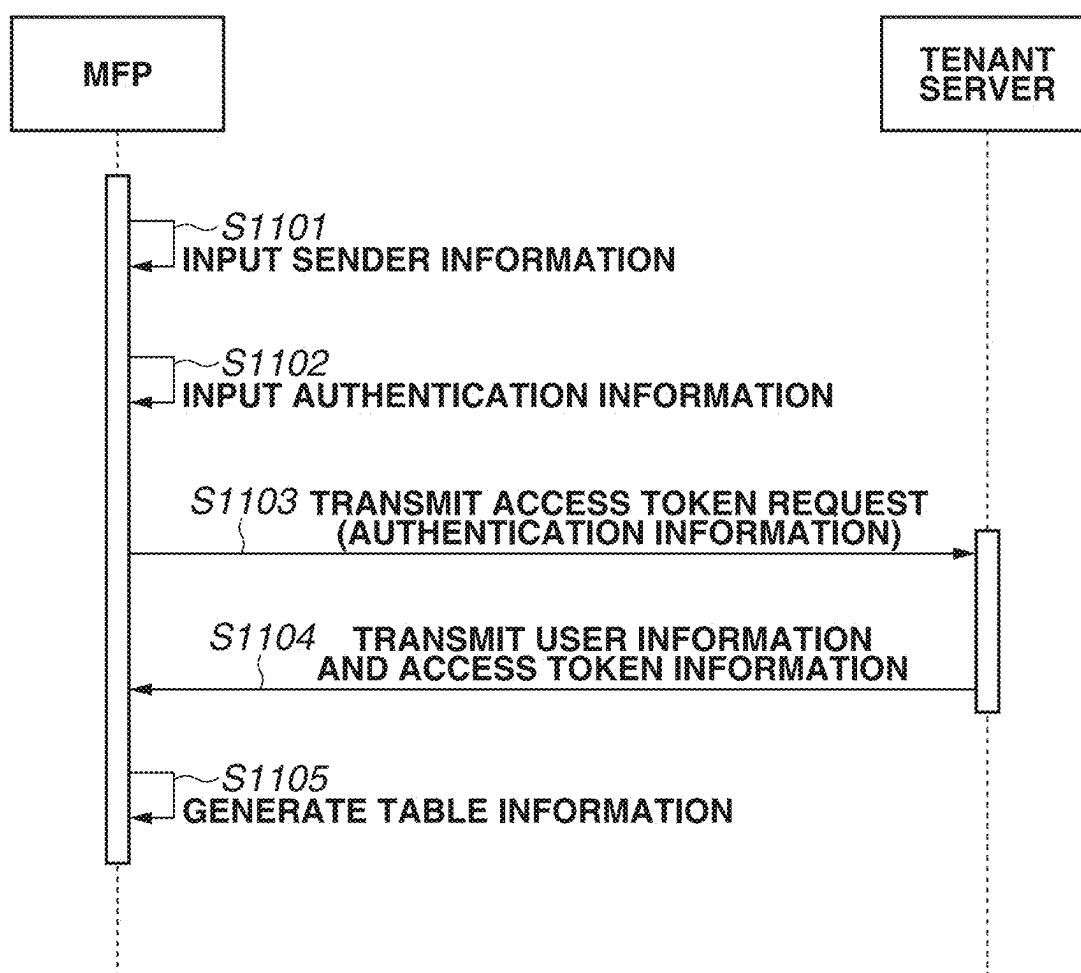 MFP
TENANT
SERVER
S1101
INPUT SENDER INFORMATION
S1102
INPUT AUTHENTICATION INFORMATION
S1103 TRANSMIT ACCESS TOKEN REQUEST
(AUTHENTICATION INFORMATION)
S1104 TRANSMIT USER INFORMATION
AND ACCESS TOKEN INFORMATION
S1105
GENERATE TABLE INFORMATION